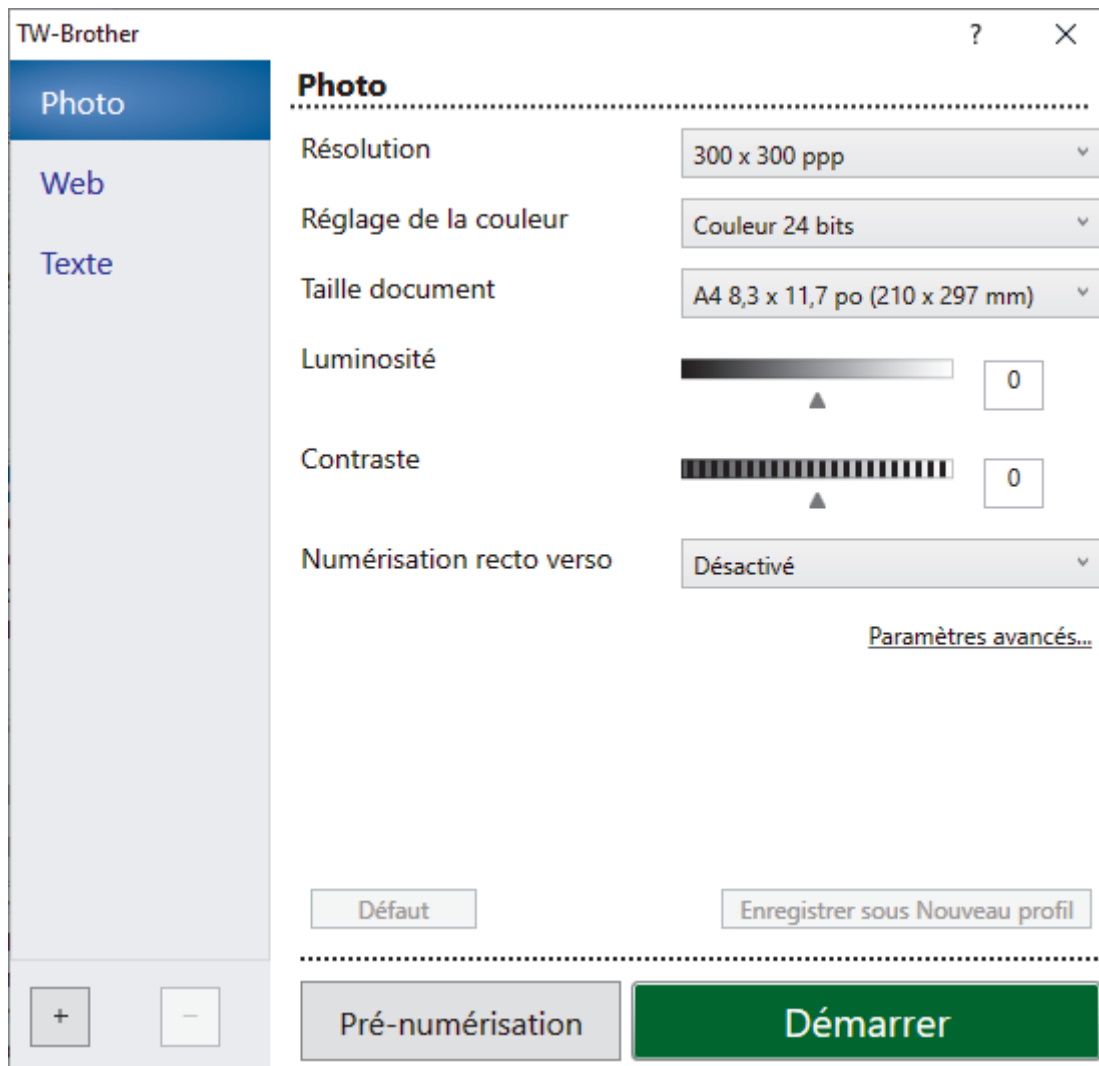 TW-Brother
?
Photo
Web
Texte
Photo
Résolution
300 x 300 ppp
Réglage de la couleur
Couleur 24 bits
Taille document
A4 8,3 x 11,7 po (210 x 297 mm)
Luminosité
0
Contraste
0
Numérisation recto verso
Désactivé
Paramètres avancés...
Défaut
Enregistrer sous Nouveau profil
+
−
Pré-numérisation
Démarrer